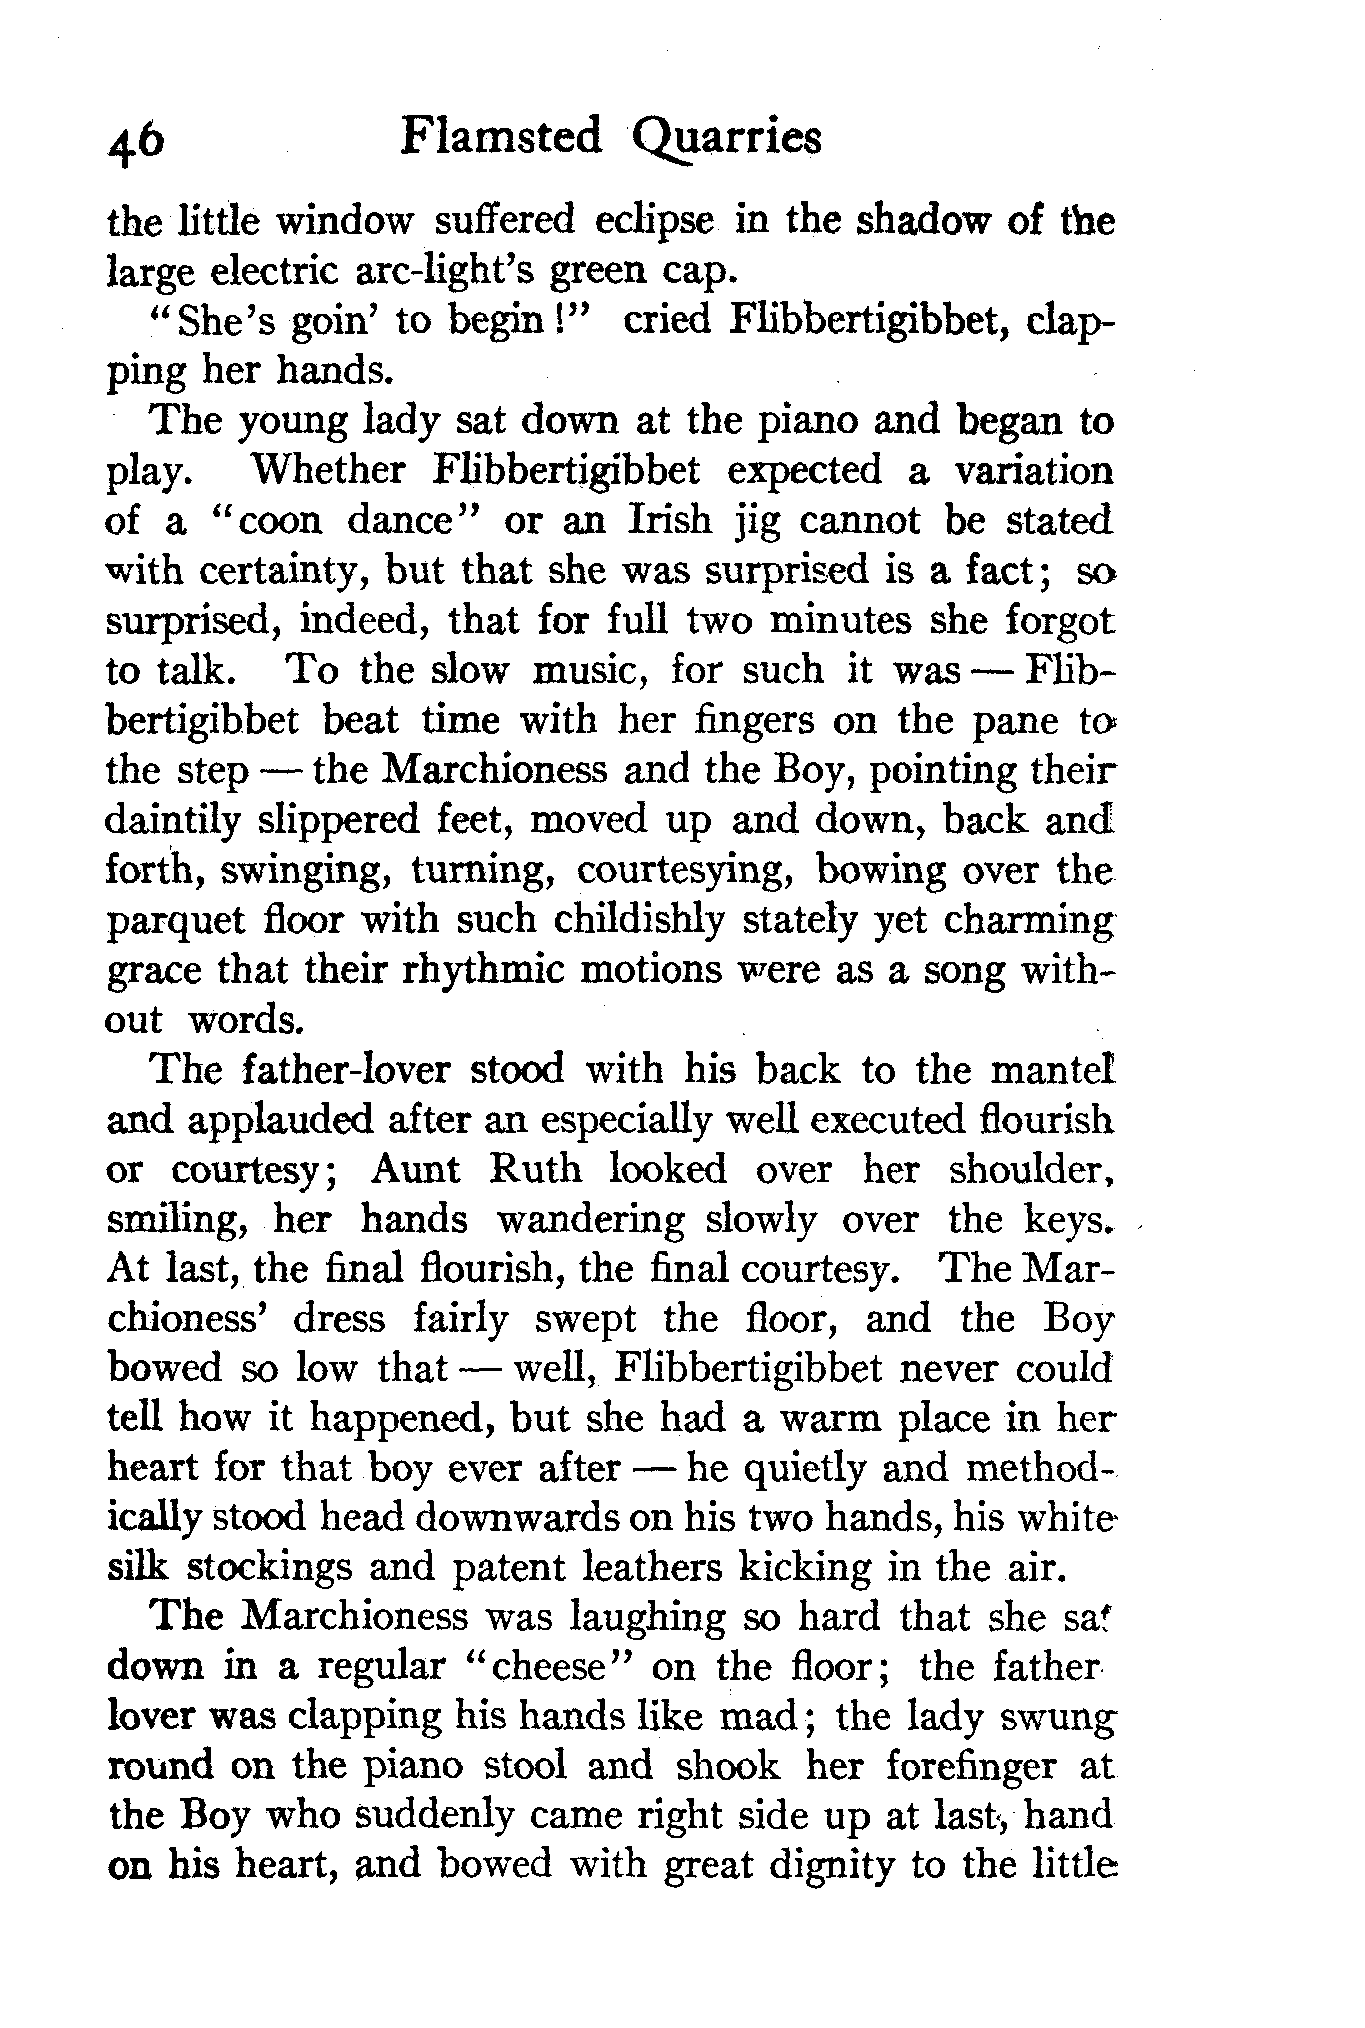 46 Flamsted Quarries
the little window suffered eclipse in the shadow of the
large electric arc-light's green cap.
"She's goin' to begin!" cried Flibbertigibbet, clap-
ping her hands.
The young lady sat down at the piano and began to
play. Whether Flibbertigibbet expected a variation
of a "coon dance" or an Irish jig cannot be stated
with certainty, but that she was surprised is a fact; so
surprised, indeed, that for full two minutes she forgot
to talk. To the slow music, for such it was — Flib-
bertigibbet beat time with her fingers on the pane to
the step — the Marchioness and the Boy, pointing their
daintily slippered feet, moved up and down, back and
forth, swinging, turning, courtesying, bowing over the
parquet floor with such childishly stately yet charming
grace that their rhythmic motions were as a song with-
out words.
The father-lover stood with his back to the mantel
and applauded after an especially well executed flourish
or courtesy; Aunt Ruth looked over her shoulder,
smiling, her hands wandering slowly over the keys.
At last, the final flourish, the final courtesy. The Mar-
chioness' dress fairly swept the floor, and the Boy
bowed so low that — well, Flibbertigibbet never could
tell how it happened, but she had a warm place in her
heart for that boy ever after — he quietly and method-
ically stood head downwards on his two hands, his white
silk stockings and patent leathers kicking in the air.
The Marchioness was laughing so hard that she sat
down in a regular "cheese" on the floor; the father
lover was clapping his hands like mad; the lady swung
round on the piano stool and shook her forefinger at
the Boy who suddenly came right side up at last, hand
on his heart, and bowed with great dignity to the little